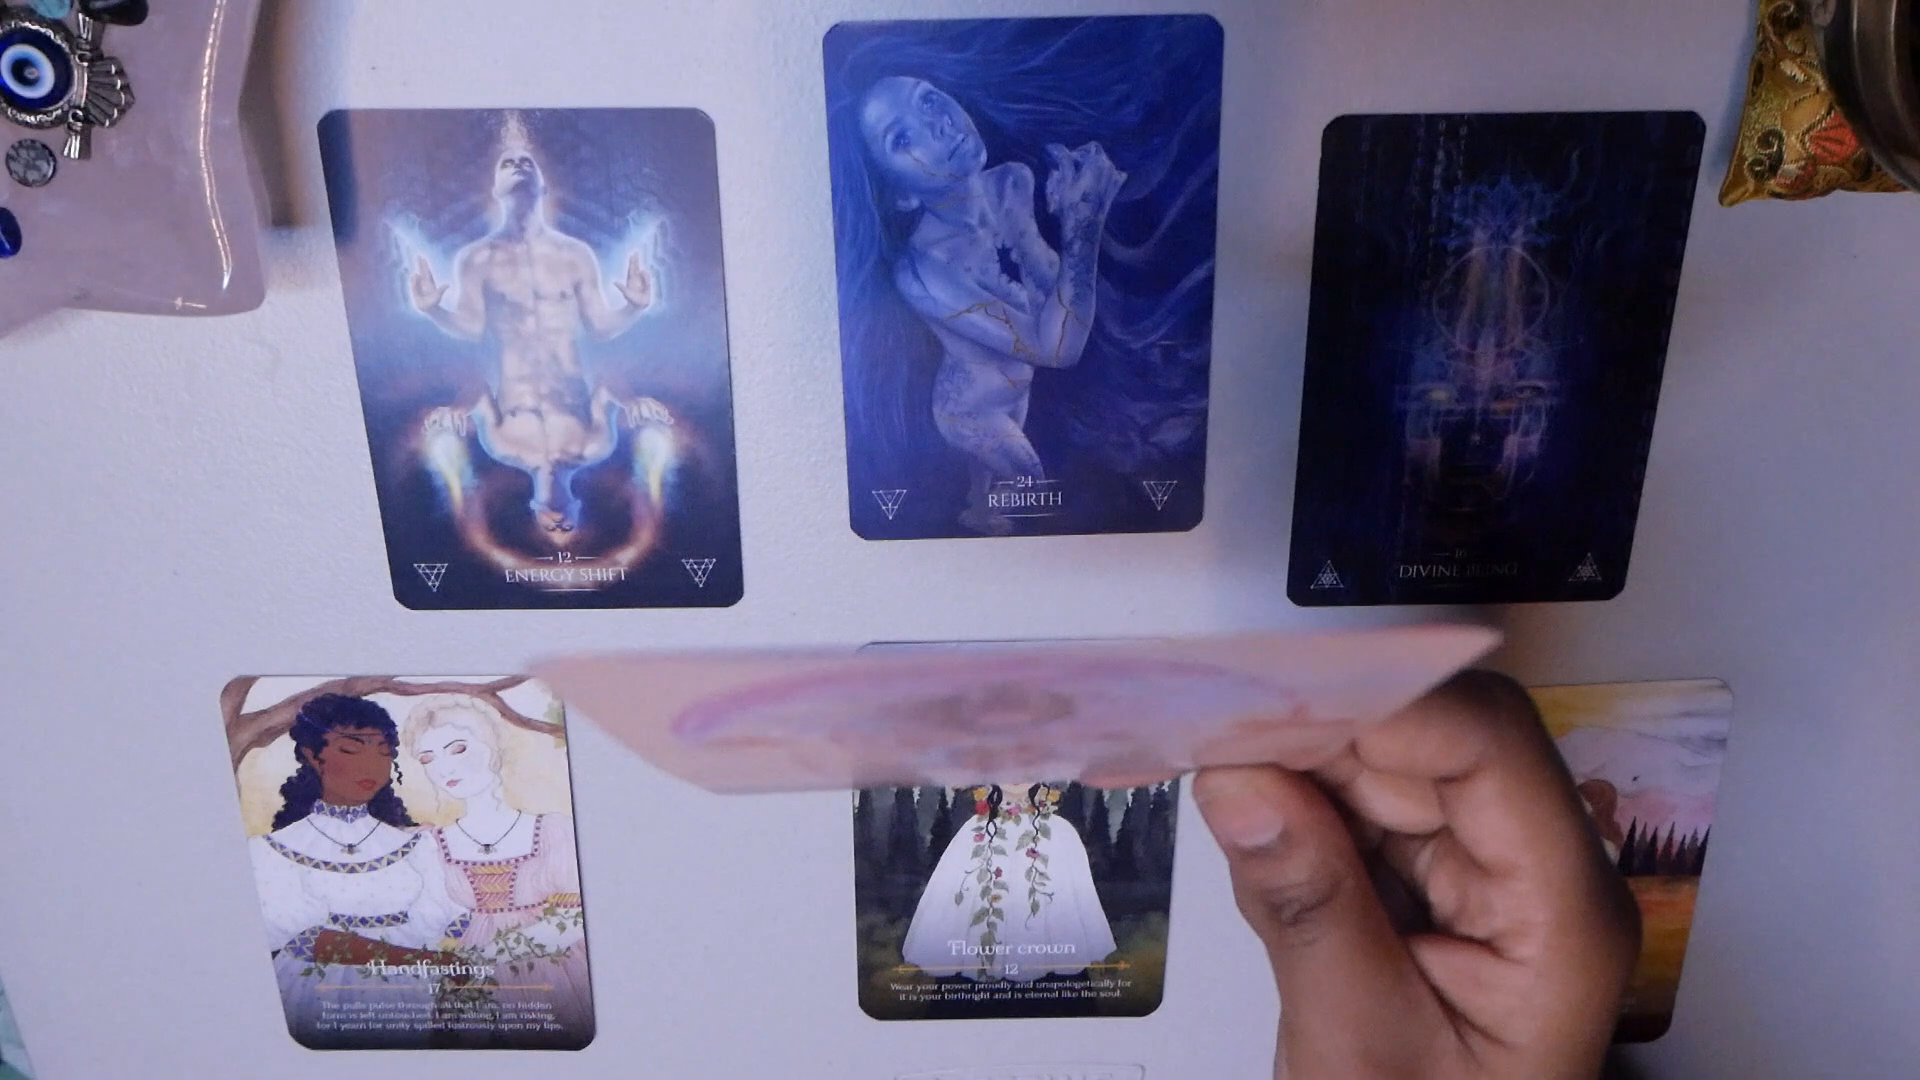 12
ENERGY SHIFT
24
REBIRTH
16
DIVINE BEING
Handfastings
17
The pulls pulse through all that I am, no hidden
form is left untouched. I am willing, I am risking,
for I yearn for unity spilled lustrously upon my lips.
Flower crown
12
Wear your power proudly and unapologetically for
it is your birthright and is eternal like the soul.